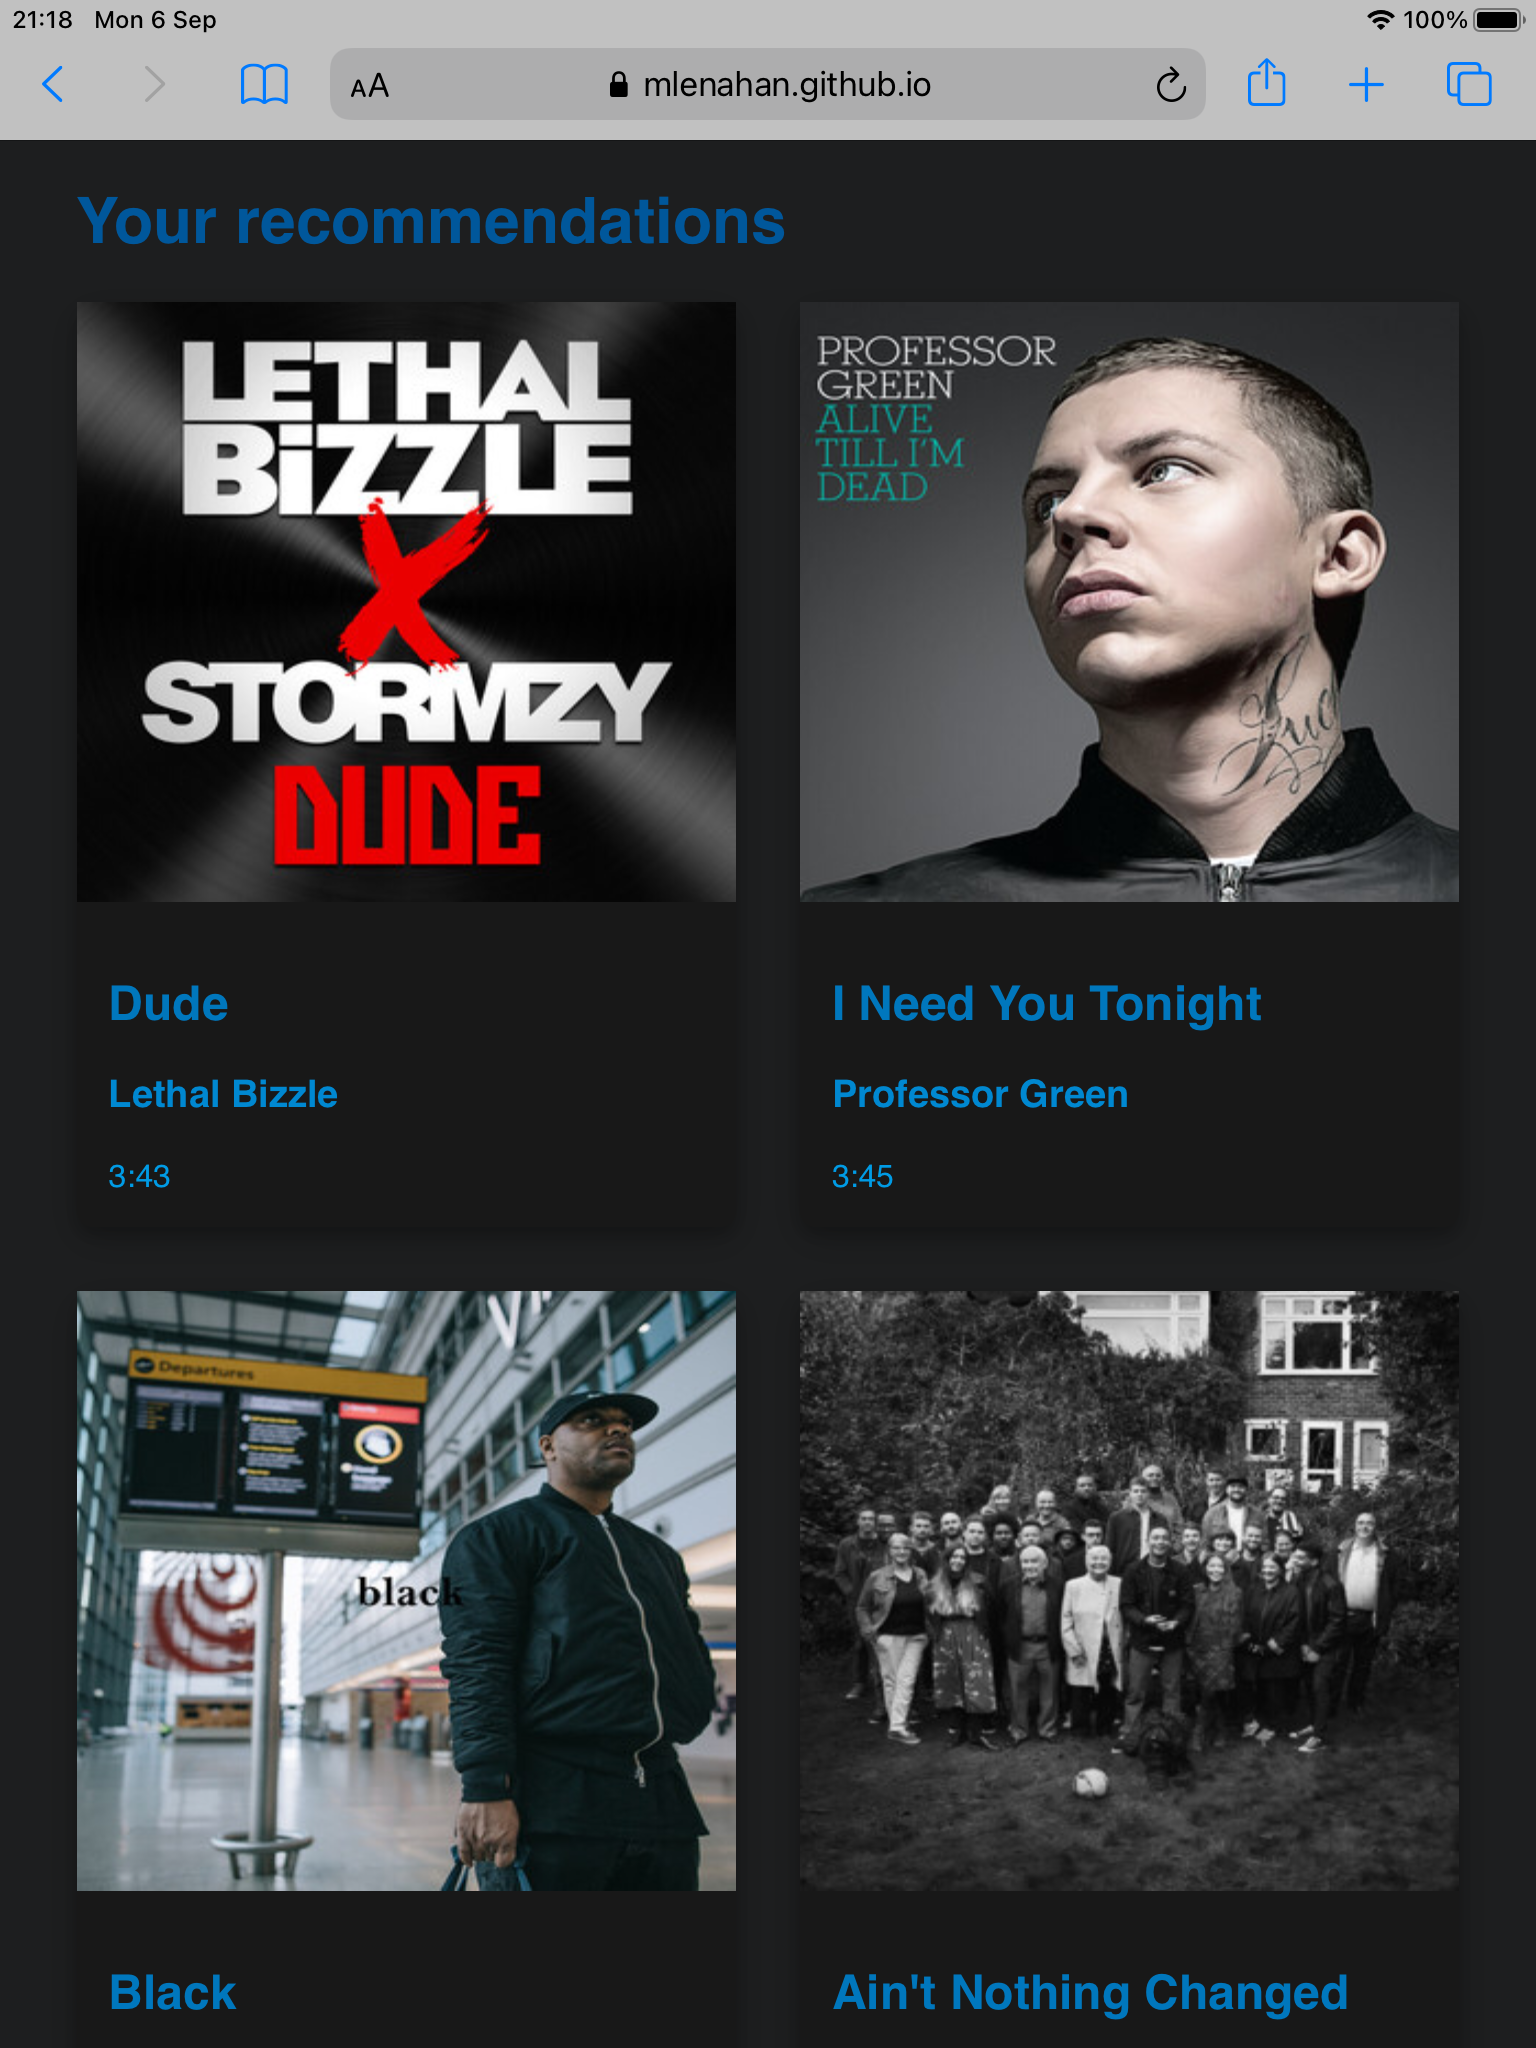 21:18 Mon 6 Sep
100%
AA
mlenahan.github.io
Your recommendations
LETHAL
BiZZLE
X
STORMZY
DUDE
PROFESSOR
GREEN
ALIVE
TILL I'M
DEAD
Dude
I Need You Tonight
Lethal Bizzle
Professor Green
3:43
3:45
Departures
black
Black
Ain't Nothing Changed